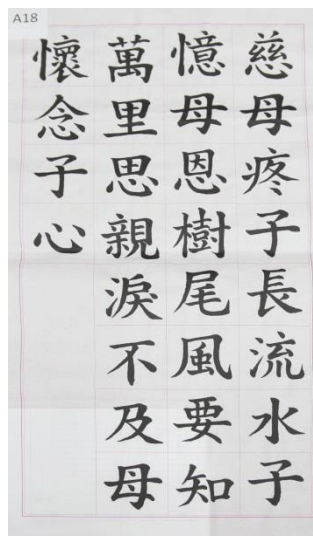 A18
慈母疼子長流水子
憶母恩樹尾風要知
萬里思親淚不及母
懷念子心